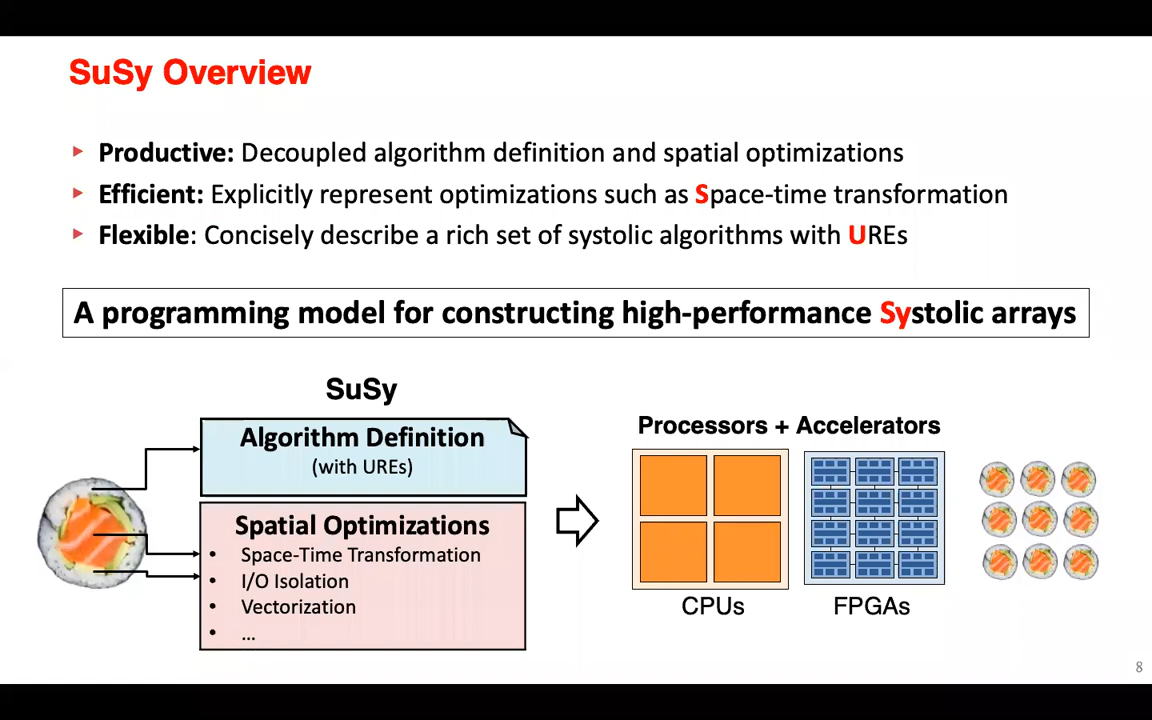 SuSy Overview
Productive: Decoupled algorithm definition and spatial optimizations
Efficient: Explicitly represent optimizations such as Space-time transformation
Flexible: Concisely describe a rich set of systolic algorithms with UREs
A programming model for constructing high-performance Systolic arrays
SuSy
Algorithm Definition
(with UREs)
Spatial Optimizations
• Space-Time Transformation
• I/O Isolation
• Vectorization
• ...
Processors + Accelerators
CPUs
FPGAs
8